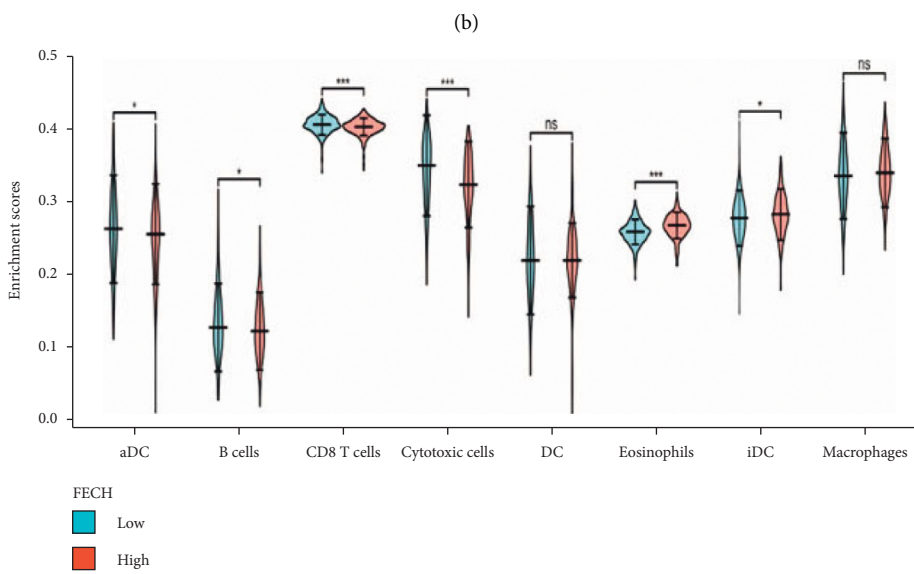 (b)
0.5
0.4
0.3
0.2
0.1
0.0
Enrichment scores
*
*
***
***
ns
***
*
ns
aDC
B cells
CD8 T cells
Cytotoxic cells
DC
Eosinophils
iDC
Macrophages
FECH
Low
High